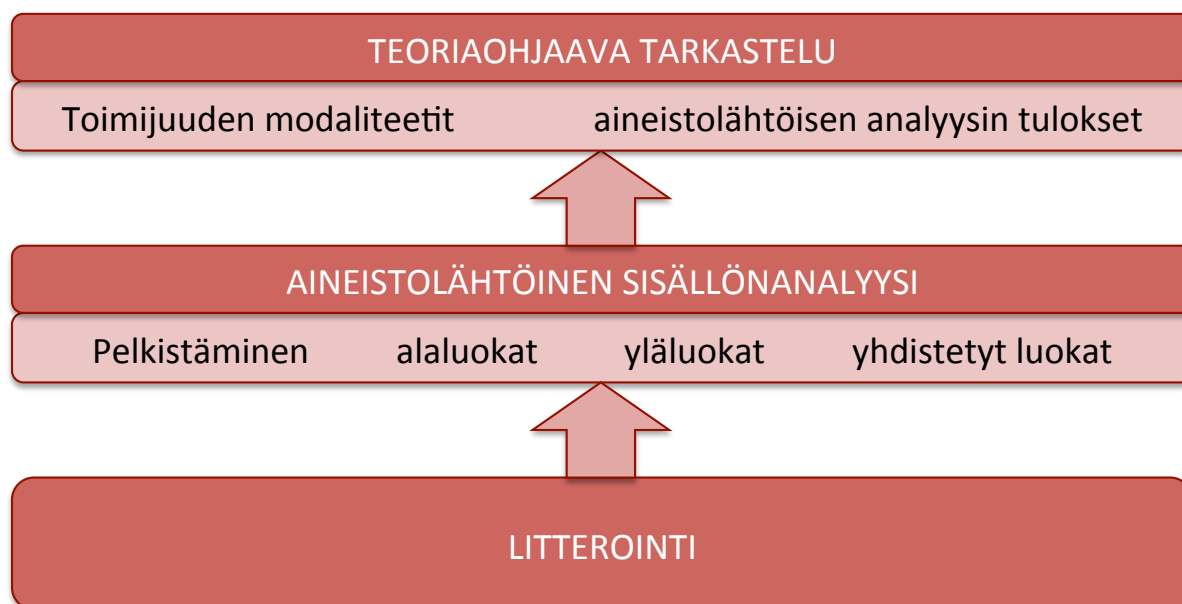 TEORIAOHJAAVA TARKASTELU
Toimijuuden modaliteetit aineistolähtöisen analyysin tulokset
AINEISTOLÄHTÖINEN SISÄLLÖNANALYYSI
Pelkistäminen alaluokat yläluokat yhdistetyt luokat
LITTEROINTI